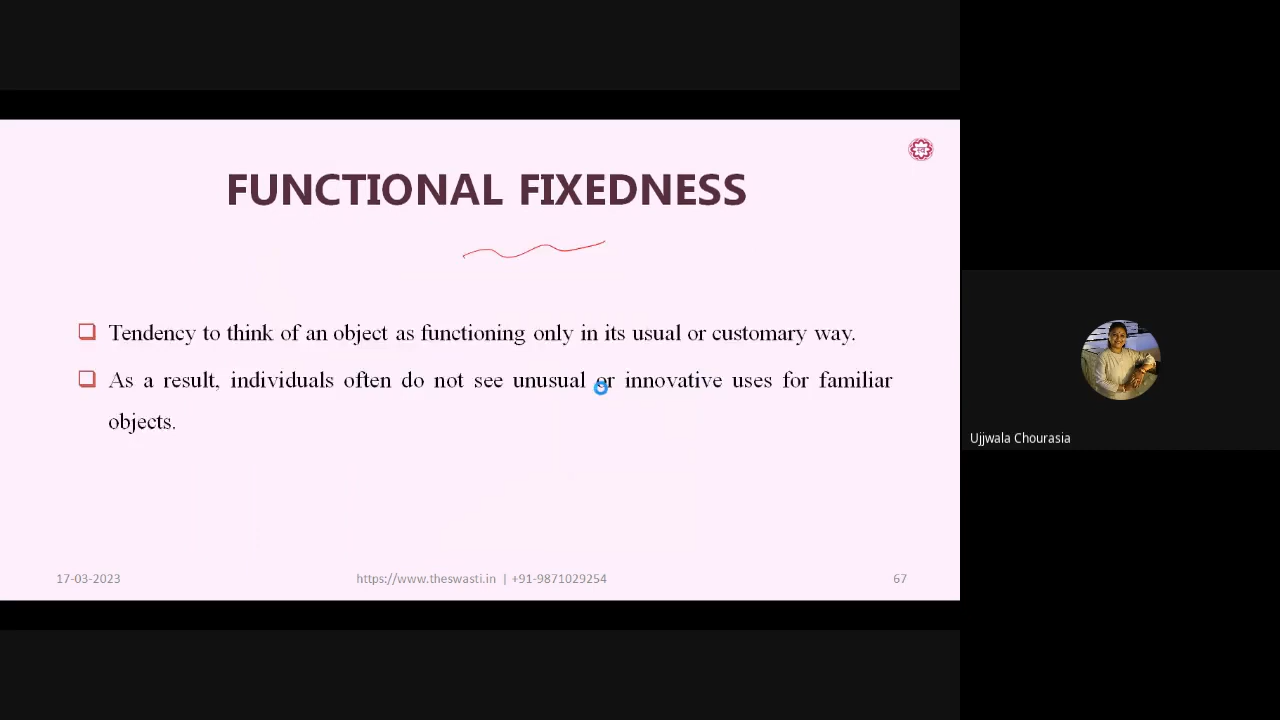 FUNCTIONAL FIXEDNESS
Tendency to think of an object as functioning only in its usual or customary way.
As a result, individuals often do not see unusual or innovative uses for familiar
objects.
17-03-2023
https://www.theswasti.in | +91-9871029254
67
Ujjwala Chourasia